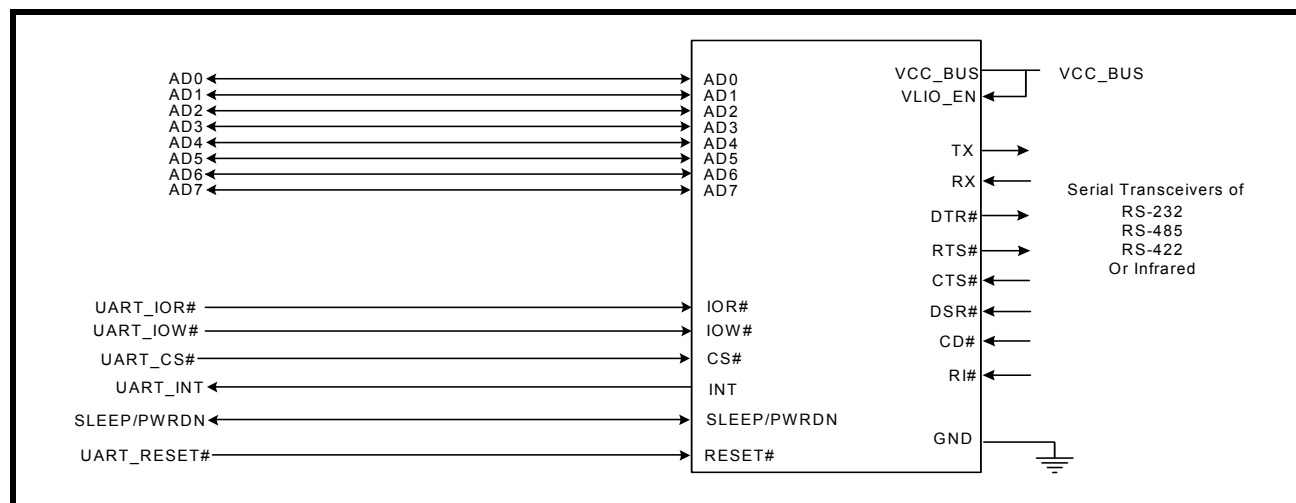 AD0
AD1
AD2
AD3
AD4
AD5
AD6
AD7
UART_IOR#
UART_IOW#
UART_CS#
UART_INT
SLEEP/PWRDN
UART_RESET#
AD0
AD1
AD2
AD3
AD4
AD5
AD6
AD7
IOR#
IOW#
CS#
INT
SLEEP/PWRDN
RESET#
VCC_BUS
VLIO_EN
TX
RX
DTR#
RTS#
CTS#
DSR#
CD#
RI#
GND
VCC_BUS
Serial Transceivers of
RS-232
RS-485
RS-422
Or Infrared